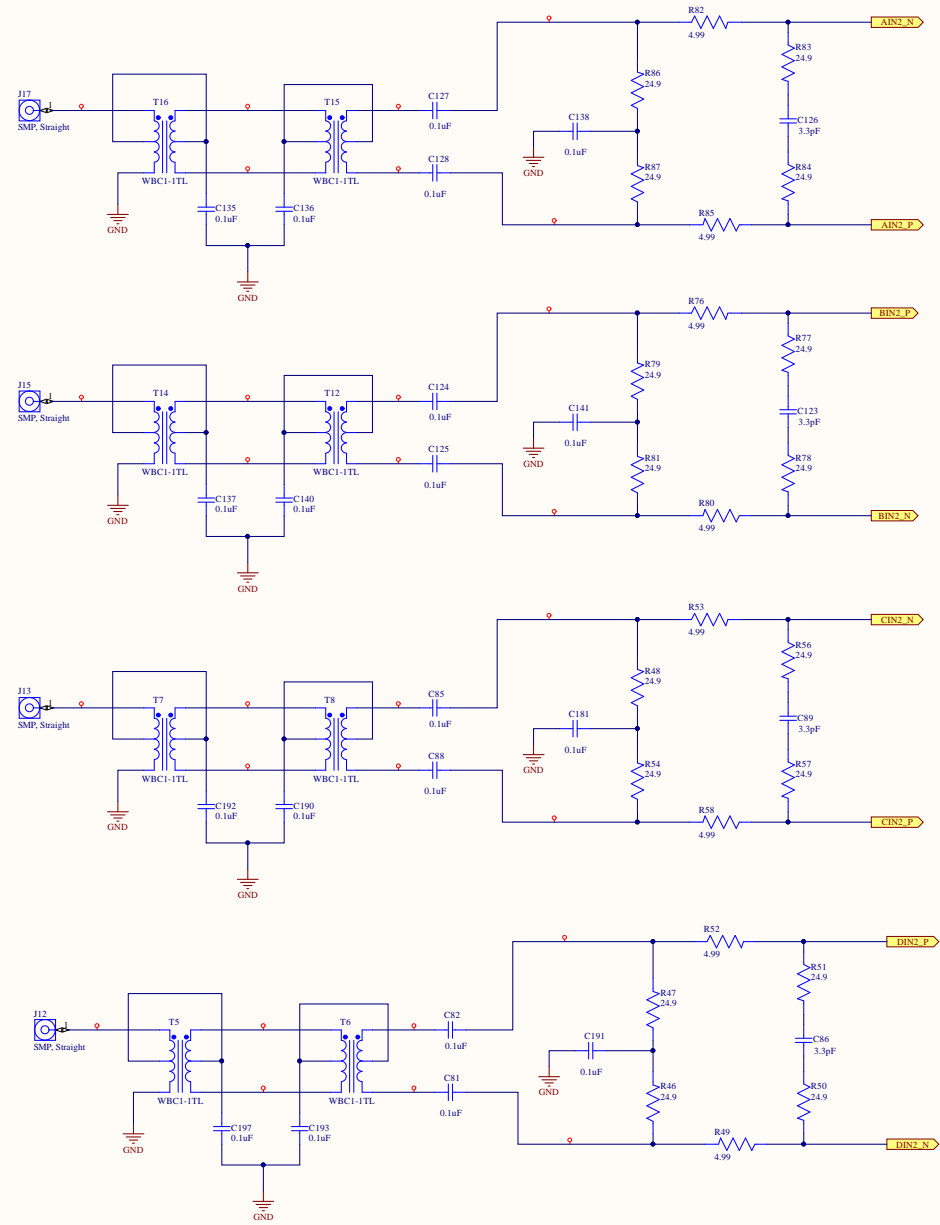 R82
AIN2_N
4.99
R83
24.9
R86
24.9
J17
1
T16
T15
C127
0.1uF
C138
C126
3.3pF
SMP, Straight
0.1uF
C128
GND
R87
24.9
R84
24.9
WBC1-1TL
WBC1-1TL
0.1uF
C135
0.1uF
C136
0.1uF
R85
4.99
AIN2_P
GND
GND
R76
BIN2_P
4.99
R77
24.9
R79
24.9
J15
1
T14
T12
C124
0.1uF
C141
C123
3.3pF
SMP, Straight
0.1uF
C125
GND
R81
24.9
R78
24.9
WBC1-1TL
WBC1-1TL
0.1uF
C137
0.1uF
C140
0.1uF
R80
4.99
BIN2_N
GND
GND
R53
CIN2_N
4.99
R56
24.9
R48
24.9
J13
1
T7
T8
C85
0.1uF
C181
C89
3.3pF
SMP, Straight
0.1uF
C88
GND
R54
24.9
R57
24.9
WBC1-1TL
WBC1-1TL
0.1uF
C192
0.1uF
C190
0.1uF
R58
4.99
CIN2_P
GND
GND
R52
DIN2_P
4.99
R51
24.9
R47
24.9
J12
1
T5
T6
C82
0.1uF
C191
C86
3.3pF
SMP, Straight
0.1uF
C81
GND
R46
24.9
R50
24.9
WBC1-1TL
WBC1-1TL
0.1uF
C197
0.1uF
C193
0.1uF
R49
4.99
DIN2_N
GND
GND